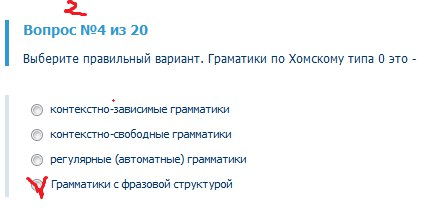 2
Вопрос №4 из 20
Выберите правильный вариант. Граматики по Хомскому типа 0 это -
контекстно-зависимые грамматики
контекстно-свободные грамматики
регулярные (автоматные) грамматики
Грамматики с фразовой структурой